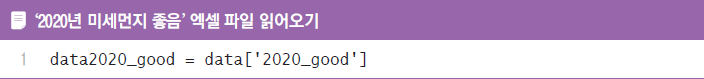 ‘2020년 미세먼지 좋음’ 엑셀 파일 읽어오기
1 data2020_good = data['2020_good']